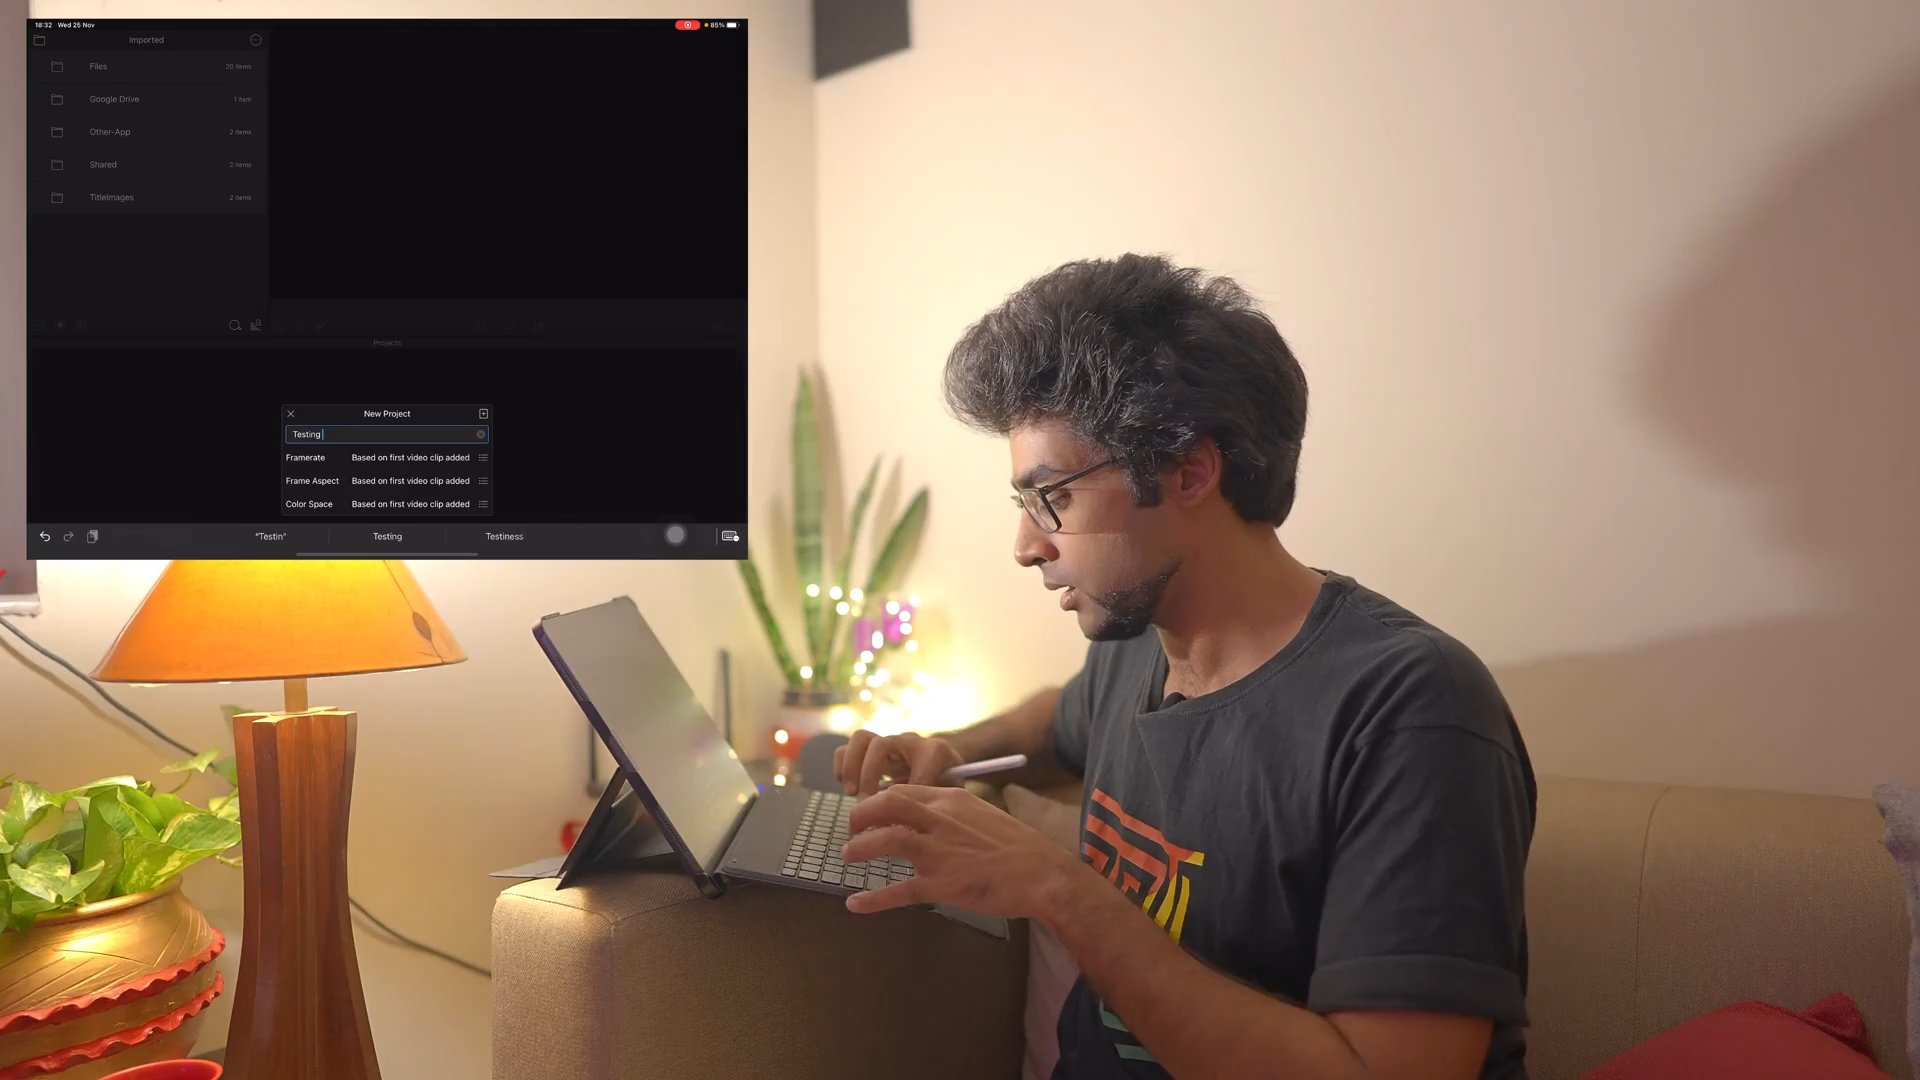 18:32 Wed 25 Nov
85%
Imported
Files 20 items
Google Drive 1 item
Other-App 2 items
Shared 2 items
TitleImages 2 items
Projects
New Project
Testing
Framerate Based on first video clip added
Frame Aspect Based on first video clip added
Color Space Based on first video clip added
"Testin" Testing Testiness